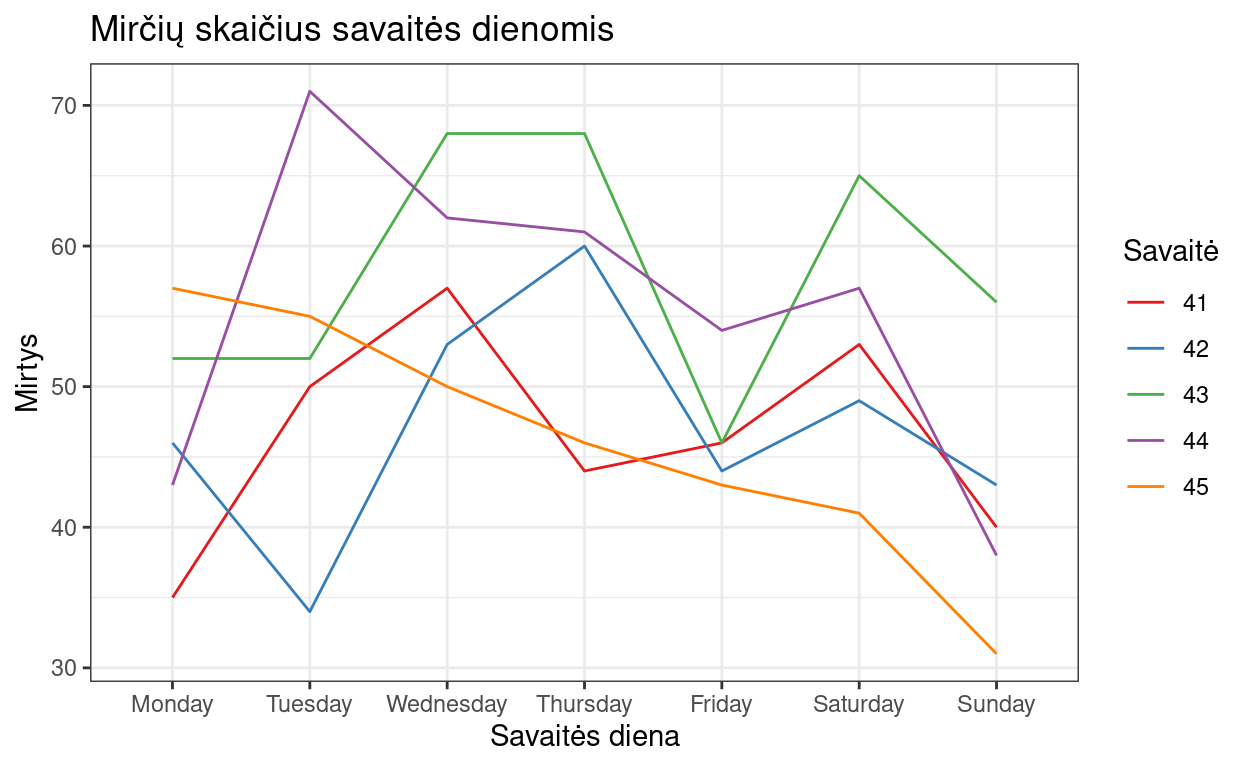 Mirčių skaičius savaitės dienomis
Mirtys
70
60
50
40
30
Monday Tuesday Wednesday Thursday Friday Saturday Sunday
Savaitės diena
Savaitė
41
42
43
44
45